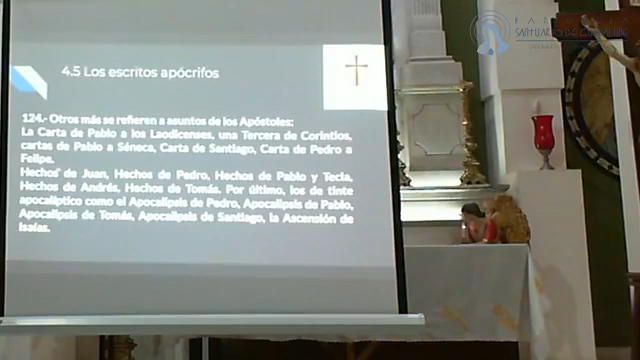 4.5 Los escritos apócrifos
124.- Otros más se refieren a asuntos de los Apóstoles:
La Carta de Pablo a los Laodicenses, una Tercera de Corintios,
cartas de Pablo a Séneca, Carta de Santiago, Carta de Pedro a
Felipe.
Hechos de Juan, Hechos de Pedro, Hechos de Pablo y Tecla,
Hechos de Andrés, Hechos de Tomás. Por último, los de tinte
apocalíptico como el Apocalipsis de Pedro, Apocalipsis de Pablo,
Apocalipsis de Tomás, Apocalipsis de Santiago, la Ascensión de
Isaías.
PARROQUIA
SANTUARIO DE